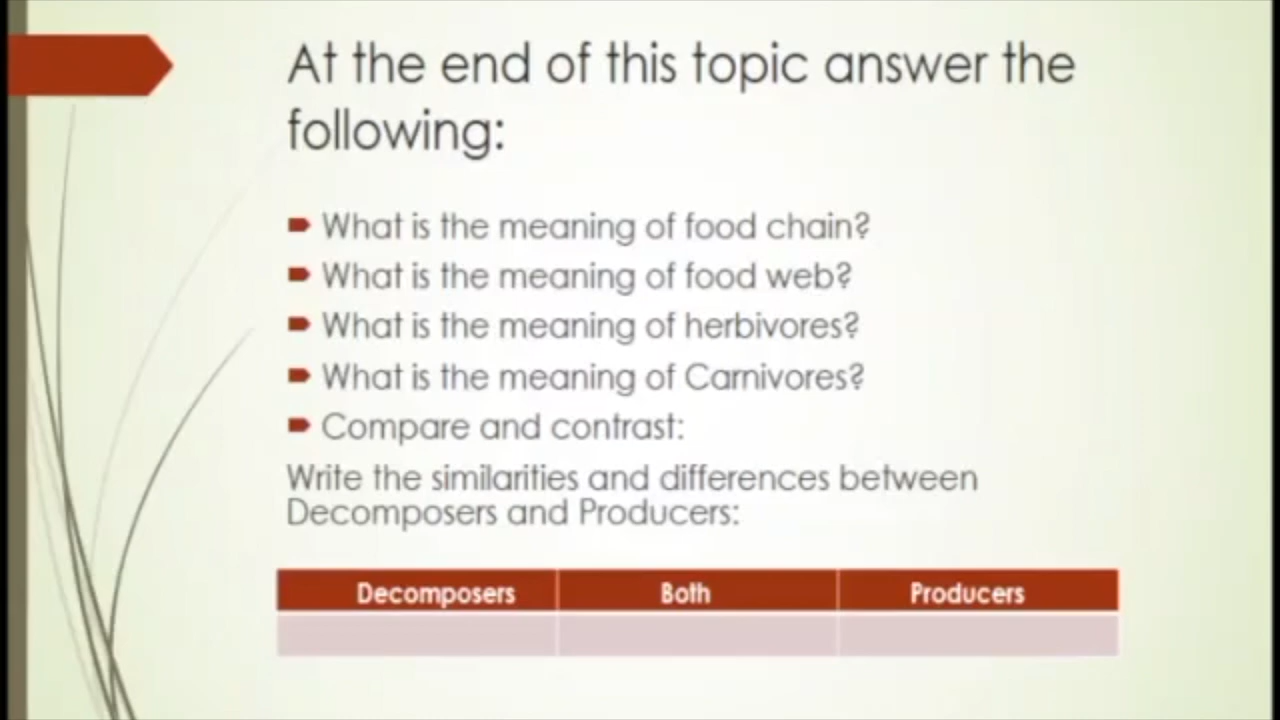 At the end of this topic answer the
following:
What is the meaning of food chain?
What is the meaning of food web?
What is the meaning of herbivores?
What is the meaning of Carnivores?
Compare and contrast:
Write the similarities and differences between
Decomposers and Producers:
Decomposers Both Producers